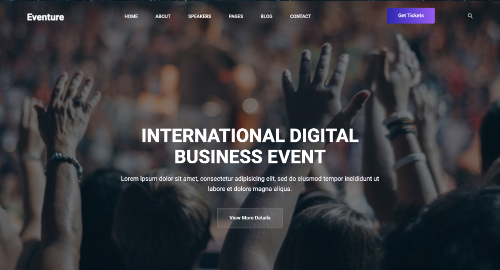 Eventure
HOME ABOUT SPEAKERS PAGES BLOG CONTACT
Get Tickets
INTERNATIONAL DIGITAL
BUSINESS EVENT
Lorem ipsum dolor sit amet, consectetur adipisicing elit, sed do eiusmod tempor incididunt ut
labore et dolore magna aliqua.
View More Details